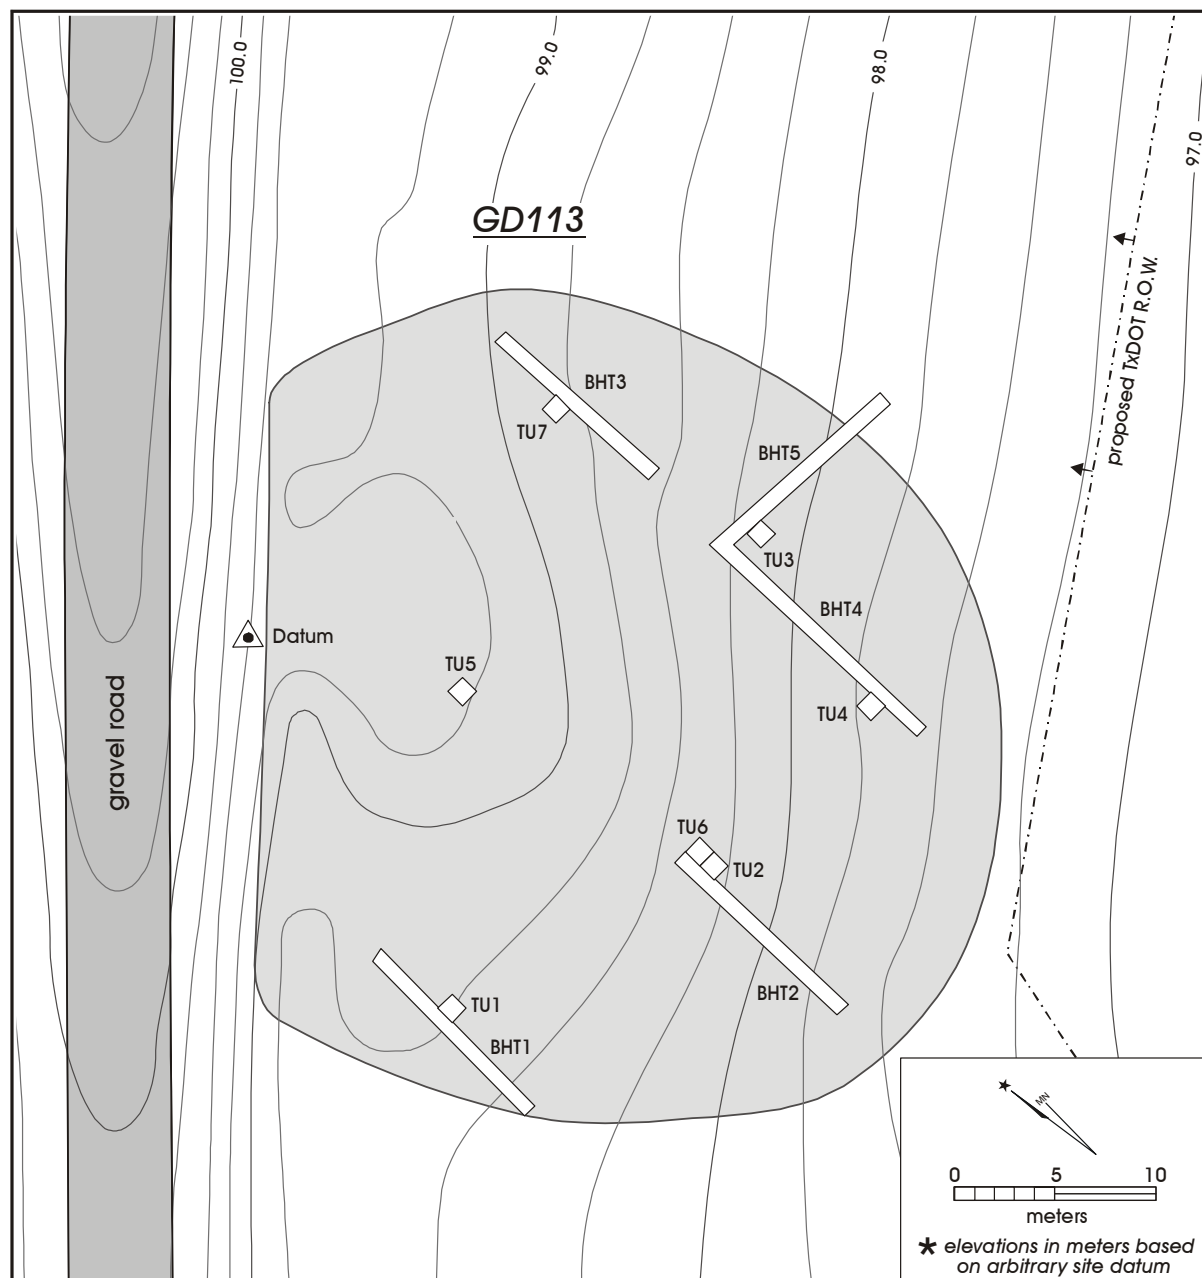 100.0
99.0
98.0
97.0
GD113
proposed TxDOT R.O.W.
BHT3
TU7
BHT5
TU3
BHT4
Datum
TU5
TU4
gravel road
TU6
TU2
BHT2
TU1
BHT1
MN
0 5 10
meters
* elevations in meters based
on arbitrary site datum